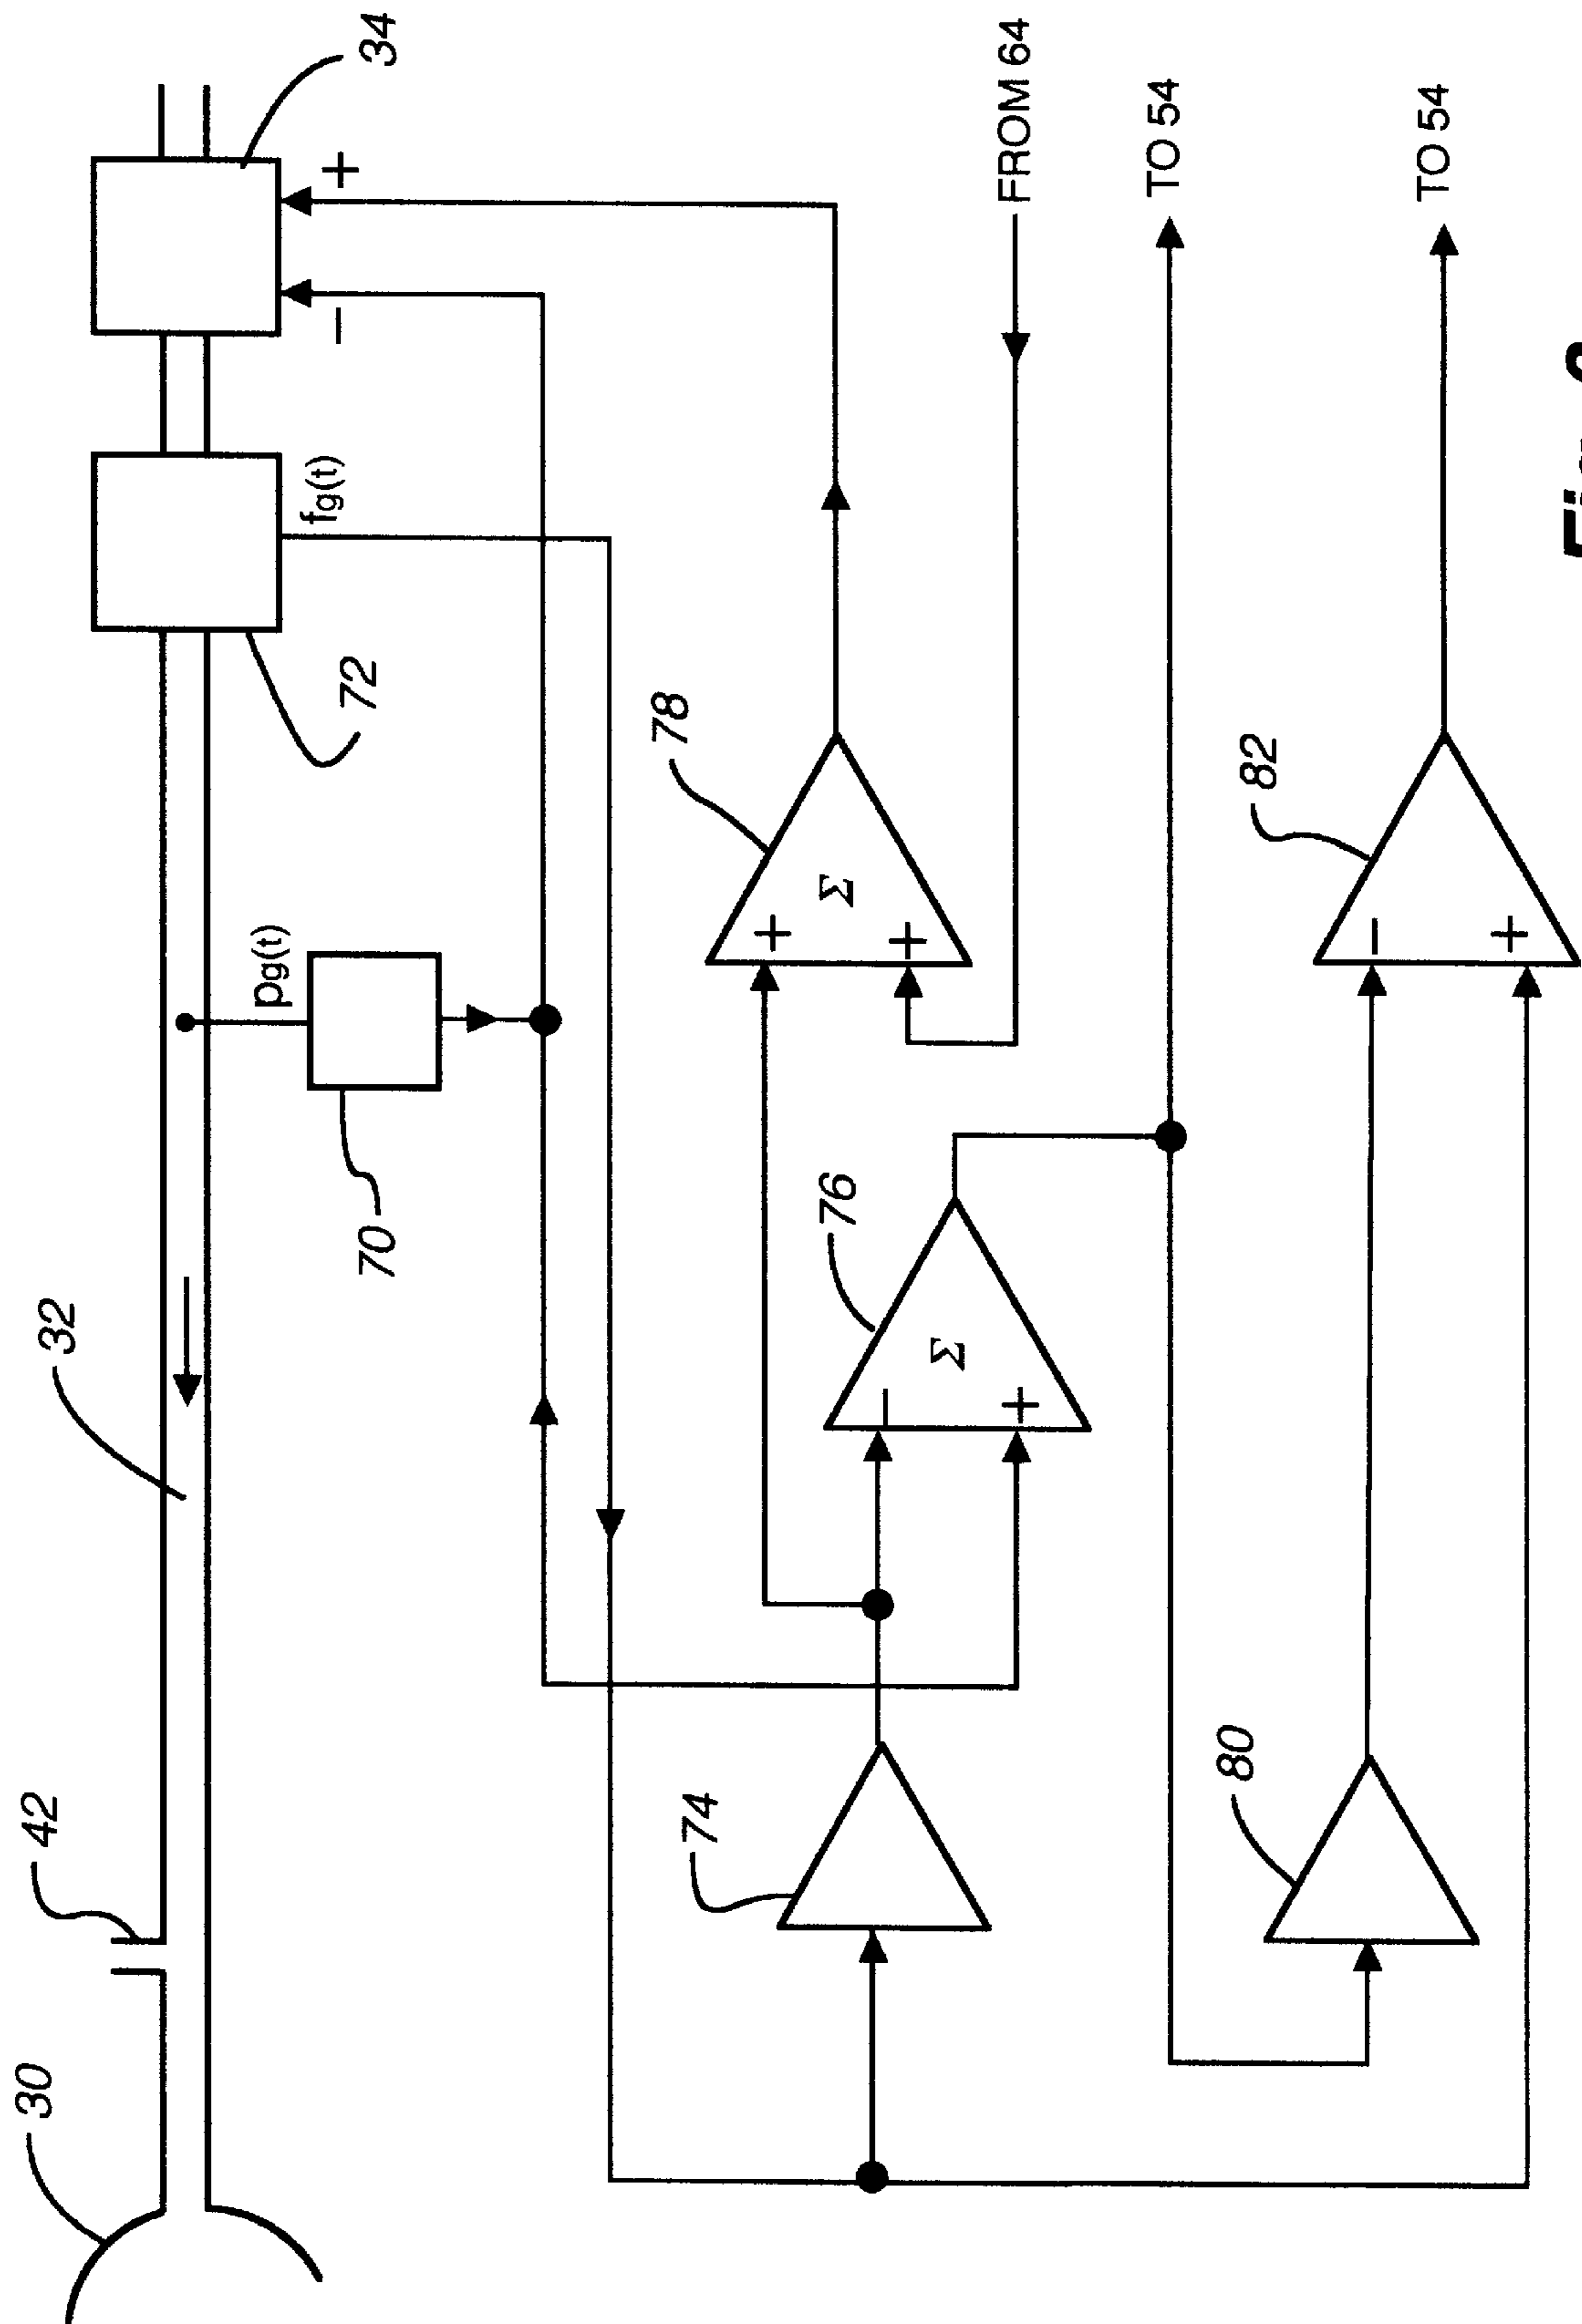 30
42
32
34
72
fg(t)
pg(t)
+
−
70
74
76
−
+
Σ
78
+
+
Σ
FROM 64
TO 54
80
82
−
+
TO 54